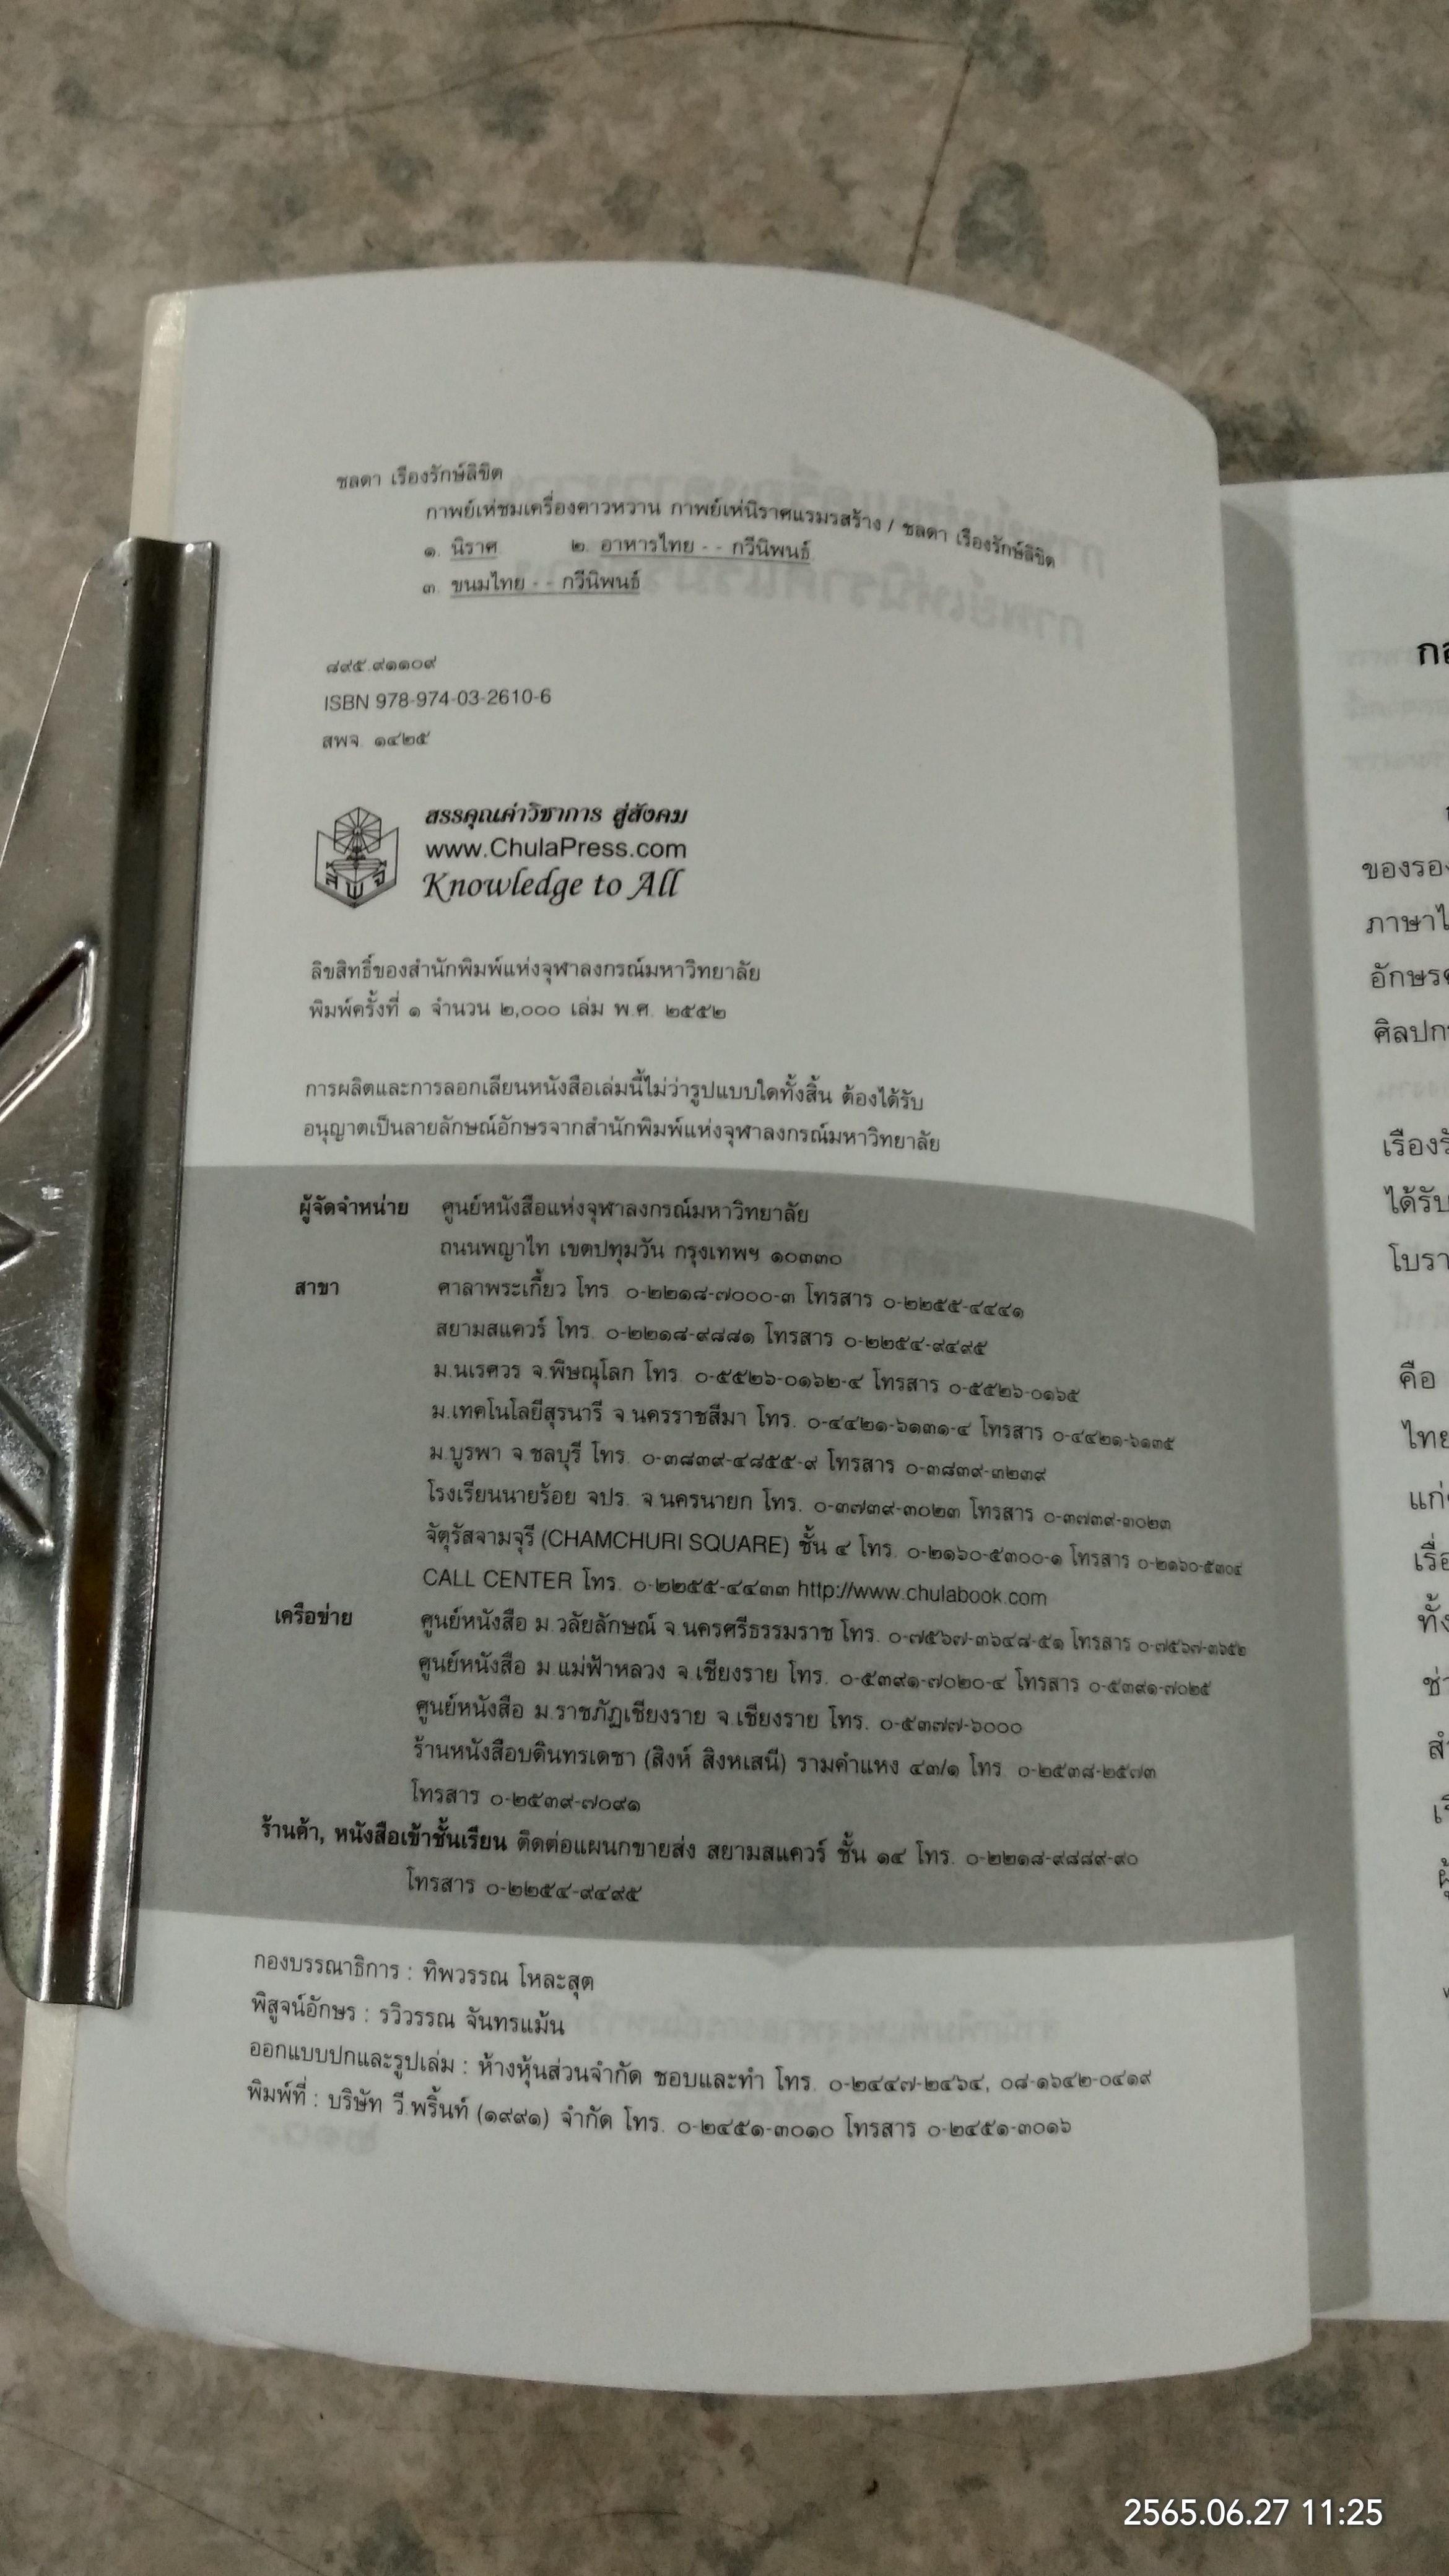 ชลดา เรืองรักษ์ลิขิต
กาพย์เห่ชมเครื่องคาวหวาน กาพย์เห่นิราศแรมรสร้าง / ชลดา เรืองรักษ์ลิขิต
๑. นิราศ ๒. อาหารไทย - - กวีนิพนธ์
๓. ขนมไทย - - กวีนิพนธ์
๘๙๕.๙๑๑๐๙
ISBN 978-974-03-2610-6
สพจ. ๑๔๒๕
สรรคุณค่าวิชาการ สู่สังคม
www.ChulaPress.com
Knowledge to All
สพจ
ลิขสิทธิ์ของสำนักพิมพ์แห่งจุฬาลงกรณ์มหาวิทยาลัย
พิมพ์ครั้งที่ ๑ จำนวน ๒,๐๐๐ เล่ม พ.ศ. ๒๕๕๒
การผลิตและการลอกเลียนหนังสือเล่มนี้ไม่ว่ารูปแบบใดทั้งสิ้น ต้องได้รับ
อนุญาตเป็นลายลักษณ์อักษรจากสำนักพิมพ์แห่งจุฬาลงกรณ์มหาวิทยาลัย
ผู้จัดจำหน่าย ศูนย์หนังสือแห่งจุฬาลงกรณ์มหาวิทยาลัย
ถนนพญาไท เขตปทุมวัน กรุงเทพฯ ๑๐๓๓๐
สาขา ศาลาพระเกี้ยว โทร. ๐-๒๒๑๘-๗๐๐๐-๓ โทรสาร ๐-๒๒๕๕-๔๔๔๑
สยามสแควร์ โทร. ๐-๒๒๑๘-๙๘๘๑ โทรสาร ๐-๒๒๕๔-๙๔๙๕
ม.นเรศวร จ.พิษณุโลก โทร. ๐-๕๕๒๖-๐๑๖๒-๔ โทรสาร ๐-๕๕๒๖-๐๑๖๕
ม.เทคโนโลยีสุรนารี จ.นครราชสีมา โทร. ๐-๔๔๒๑-๖๑๓๑-๔ โทรสาร ๐-๔๔๒๑-๖๑๓๕
ม.บูรพา จ.ชลบุรี โทร. ๐-๓๘๓๙-๔๘๕๕-๙ โทรสาร ๐-๓๘๓๙-๓๒๓๙
โรงเรียนนายร้อย จปร. จ.นครนายก โทร. ๐-๓๗๓๙-๓๐๒๓ โทรสาร ๐-๓๗๓๙-๓๐๒๓
จัตุรัสจามจุรี (CHAMCHURI SQUARE) ชั้น ๔ โทร. ๐-๒๑๖๐-๕๓๐๐-๑ โทรสาร ๐-๒๑๖๐-๕๓๐๔
CALL CENTER โทร. ๐-๒๒๕๕-๔๔๓๓ http://www.chulabook.com
เครือข่าย ศูนย์หนังสือ ม.วลัยลักษณ์ จ.นครศรีธรรมราช โทร. ๐-๗๕๖๗-๓๖๔๘-๕๑ โทรสาร ๐-๗๕๖๗-๓๖๕๒
ศูนย์หนังสือ ม.แม่ฟ้าหลวง จ.เชียงราย โทร. ๐-๕๓๙๑-๗๐๒๐-๔ โทรสาร ๐-๕๓๙๑-๗๐๒๕
ศูนย์หนังสือ ม.ราชภัฏเชียงราย จ.เชียงราย โทร. ๐-๕๓๗๗-๖๐๐๐
ร้านหนังสือบดินทรเดชา (สิงห์ สิงหเสนี) รามคำแหง ๔๓/๑ โทร. ๐-๒๕๓๘-๒๕๗๓
โทรสาร ๐-๒๕๓๙-๗๐๙๑
ร้านค้า, หนังสือเข้าชั้นเรียน ติดต่อแผนกขายส่ง สยามสแควร์ ชั้น ๑๔ โทร. ๐-๒๒๑๘-๙๘๘๙-๙๐
โทรสาร ๐-๒๒๕๔-๙๔๙๕
กองบรรณาธิการ : ทิพวรรณ โหละสุต
พิสูจน์อักษร : รวิวรรณ จันทรแม้น
ออกแบบปกและรูปเล่ม : ห้างหุ้นส่วนจำกัด ชอบและทำ โทร. ๐-๒๔๔๗-๒๔๖๔, ๐๘-๑๖๔๒-๐๔๑๙
พิมพ์ที่ : บริษัท วี.พริ้นท์ (๑๙๙๑) จำกัด โทร. ๐-๒๔๕๑-๓๐๑๐ โทรสาร ๐-๒๔๕๑-๓๐๑๖
ของรอง
ศิลปก
ได้รับ
คือ
ไทย
2565.06.27 11:25